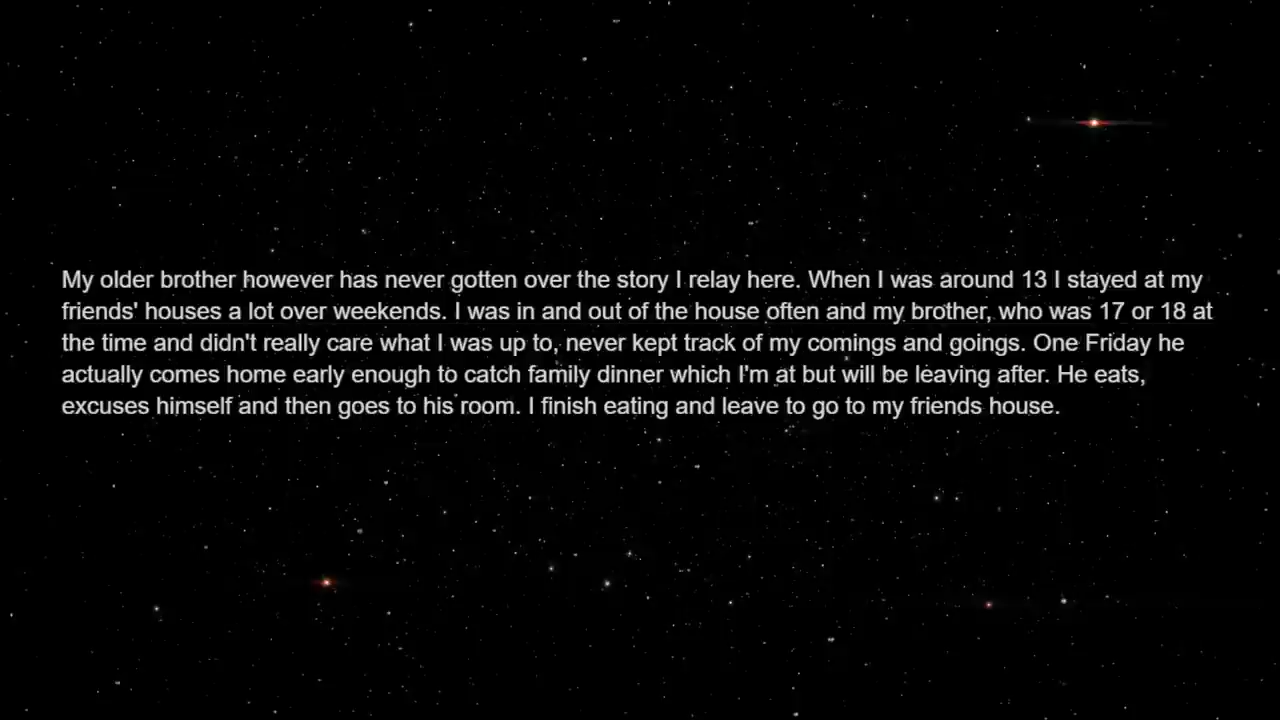 My older brother however has never gotten over the story I relay here. When I was around 13 I stayed at my
friends' houses a lot over weekends. I was in and out of the house often and my brother, who was 17 or 18 at
the time and didn't really care what I was up to, never kept track of my comings and goings. One Friday he
actually comes home early enough to catch family dinner which I'm at but will be leaving after. He eats,
excuses himself and then goes to his room. I finish eating and leave to go to my friends house.